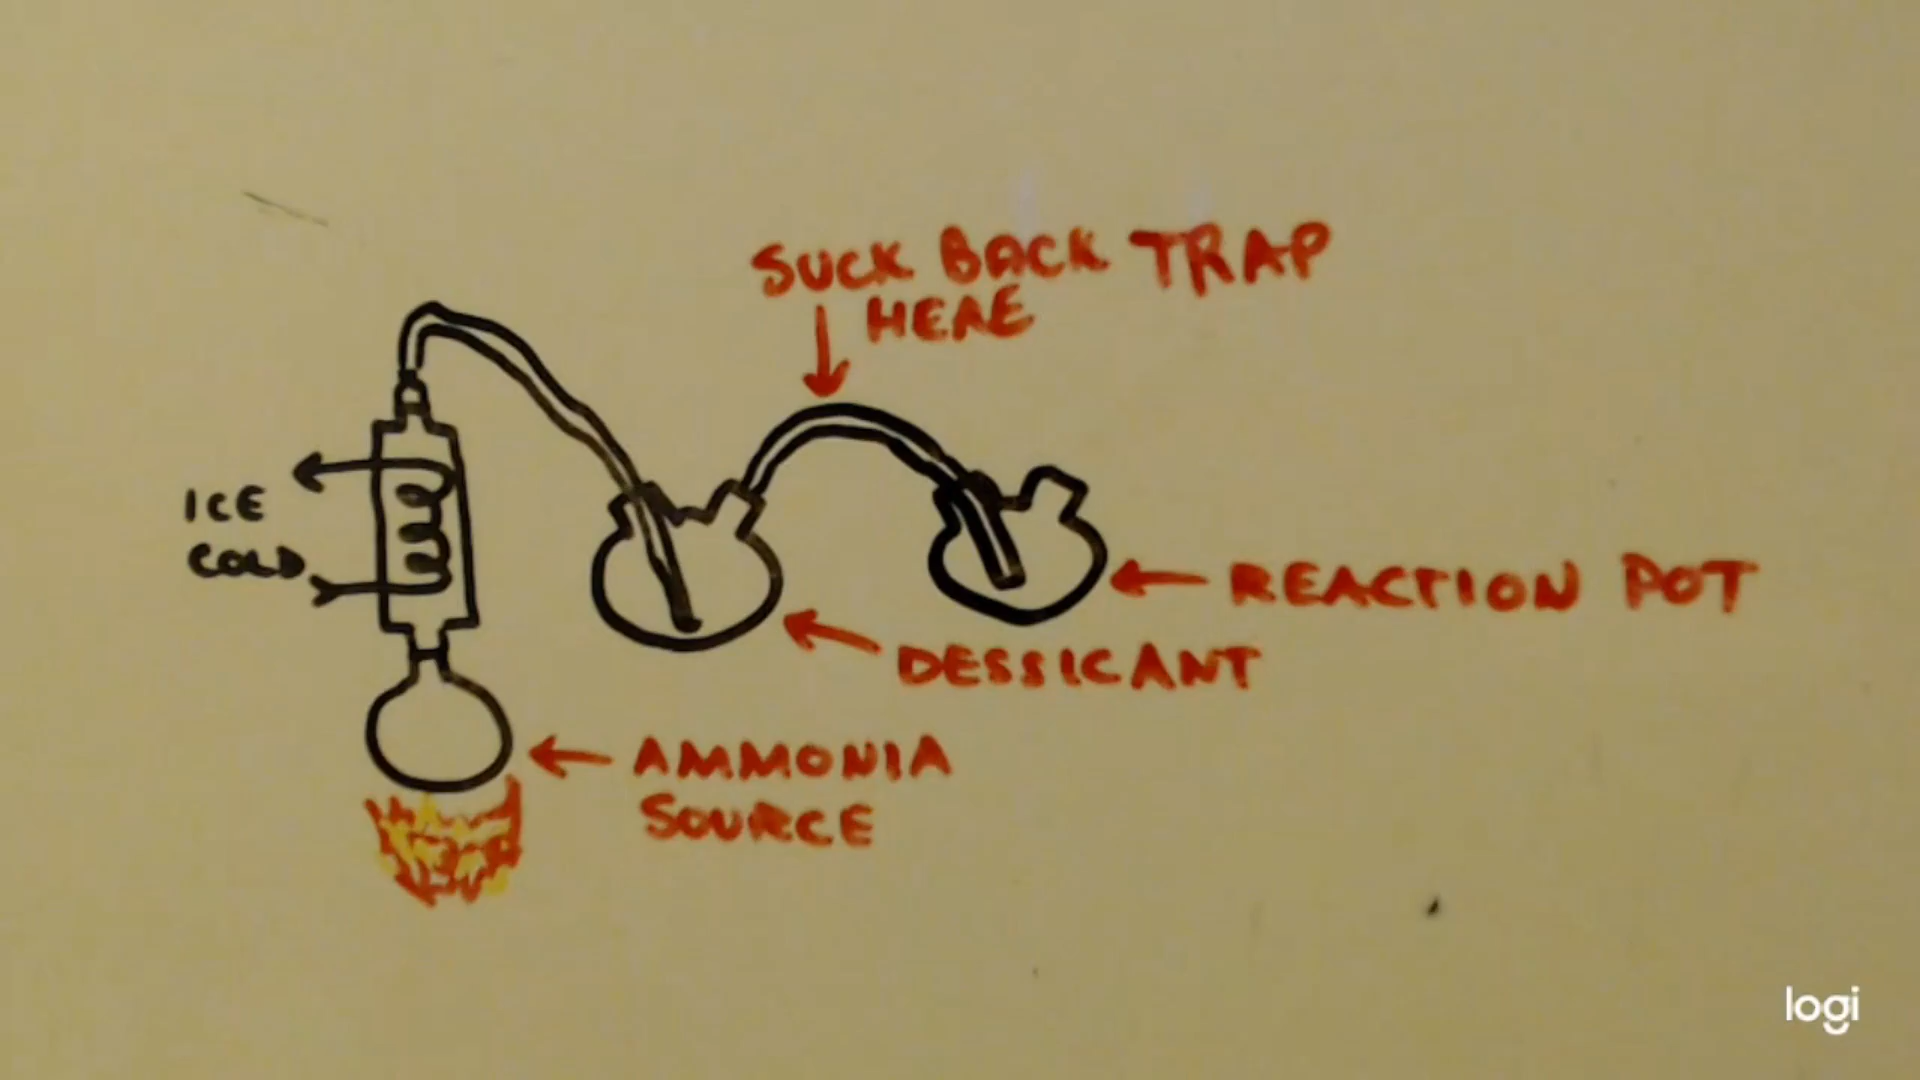 SUCK BACK TRAP
HERE
ICE
COLD
REACTION POT
DESSICANT
AMMONIA
SOURCE
logi